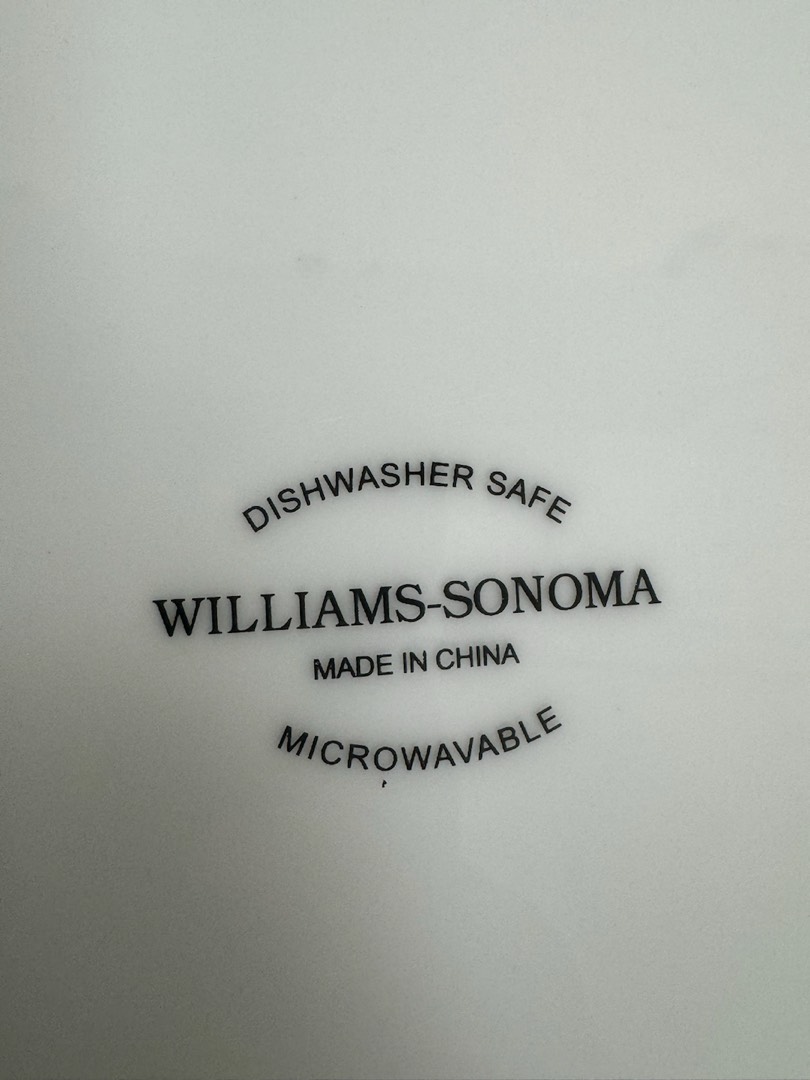 DISHWASHER SAFE
WILLIAMS-SONOMA
MADE IN CHINA
MICROWAVABLE